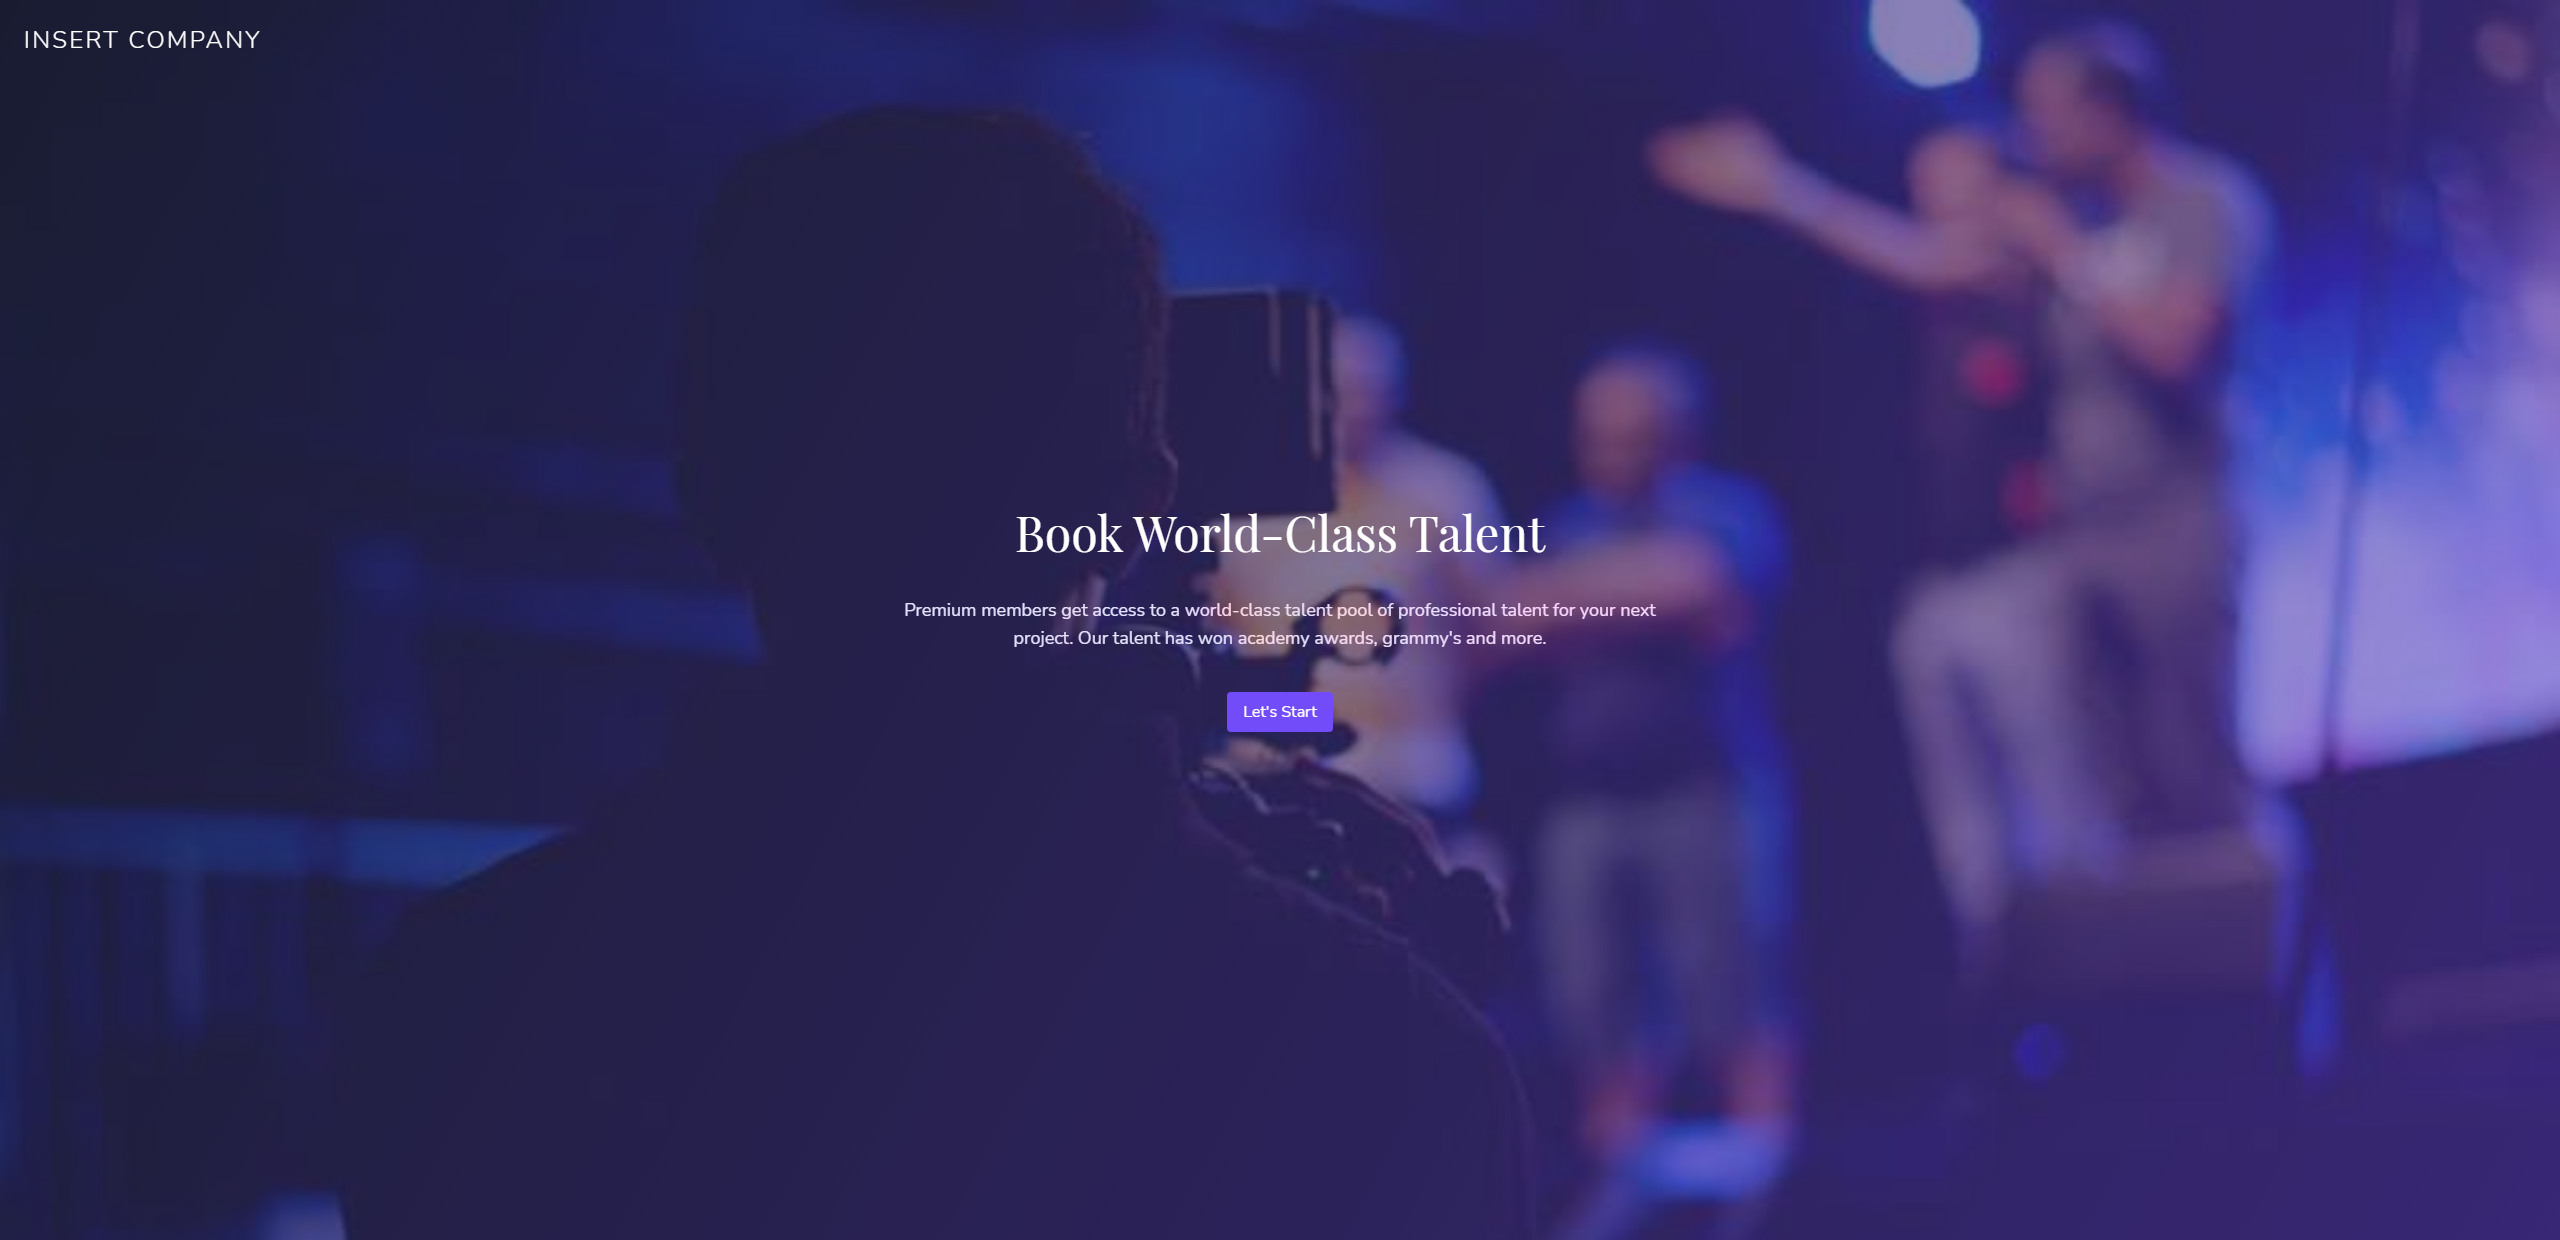 INSERT COMPANY
Book World-Class Talent
Premium members get access to a world-class talent pool of professional talent for your next
project. Our talent has won academy awards, grammy's and more.
Let's Start